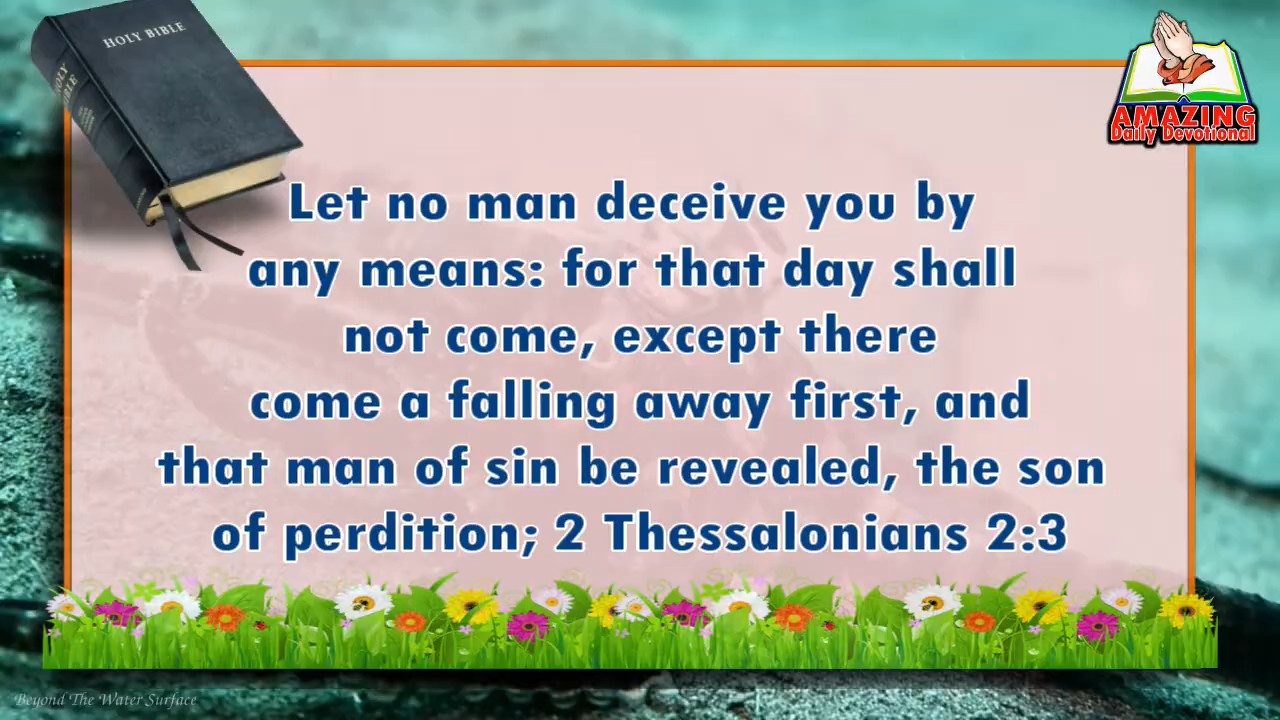 HOLY BIBLE
HOLY
BIBLE
AMAZING
Daily Devotional
Let no man deceive you by
any means: for that day shall
not come, except there
come a falling away first, and
that man of sin be revealed, the son
of perdition; 2 Thessalonians 2:3
Beyond The Water Surface